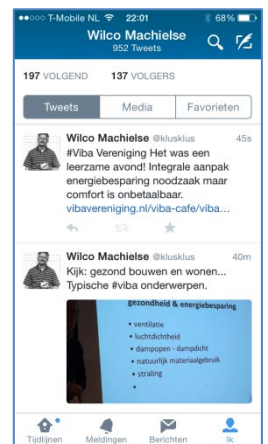 T-Mobile NL 22:01 68%
Wilco Machielse
952 Tweets
197 VOLGEND 137 VOLGERS
Tweets Media Favorieten
Wilco Machielse @klusklus 45s
#Viba Vereniging Het was een
leerzame avond! Integrale aanpak
energiebesparing noodzaak maar
comfort is onbetaalbaar.
vibavereniging.nl/viba-cafe/viba...
Wilco Machielse @klusklus 40m
Kijk: gezond bouwen en wonen...
Typische #viba onderwerpen.
gezondheid & energiebesparing
• ventilatie
• luchtdichtheid
• dampopen - dampdicht
• natuurlijk materiaalgebruik
• straling
•
Tijdlijnen Meldingen Berichten Ik